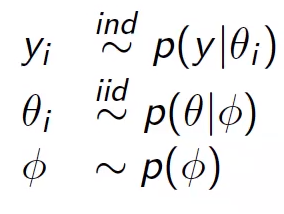 yᵢ ind∼ p(y|θᵢ)
θᵢ iid∼ p(θ|ϕ)
ϕ ∼ p(ϕ)